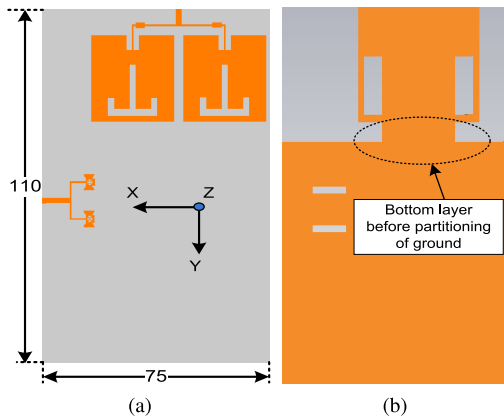 110
X
Z
Y
75
Bottom layer
before partitioning
of ground
(a)
(b)